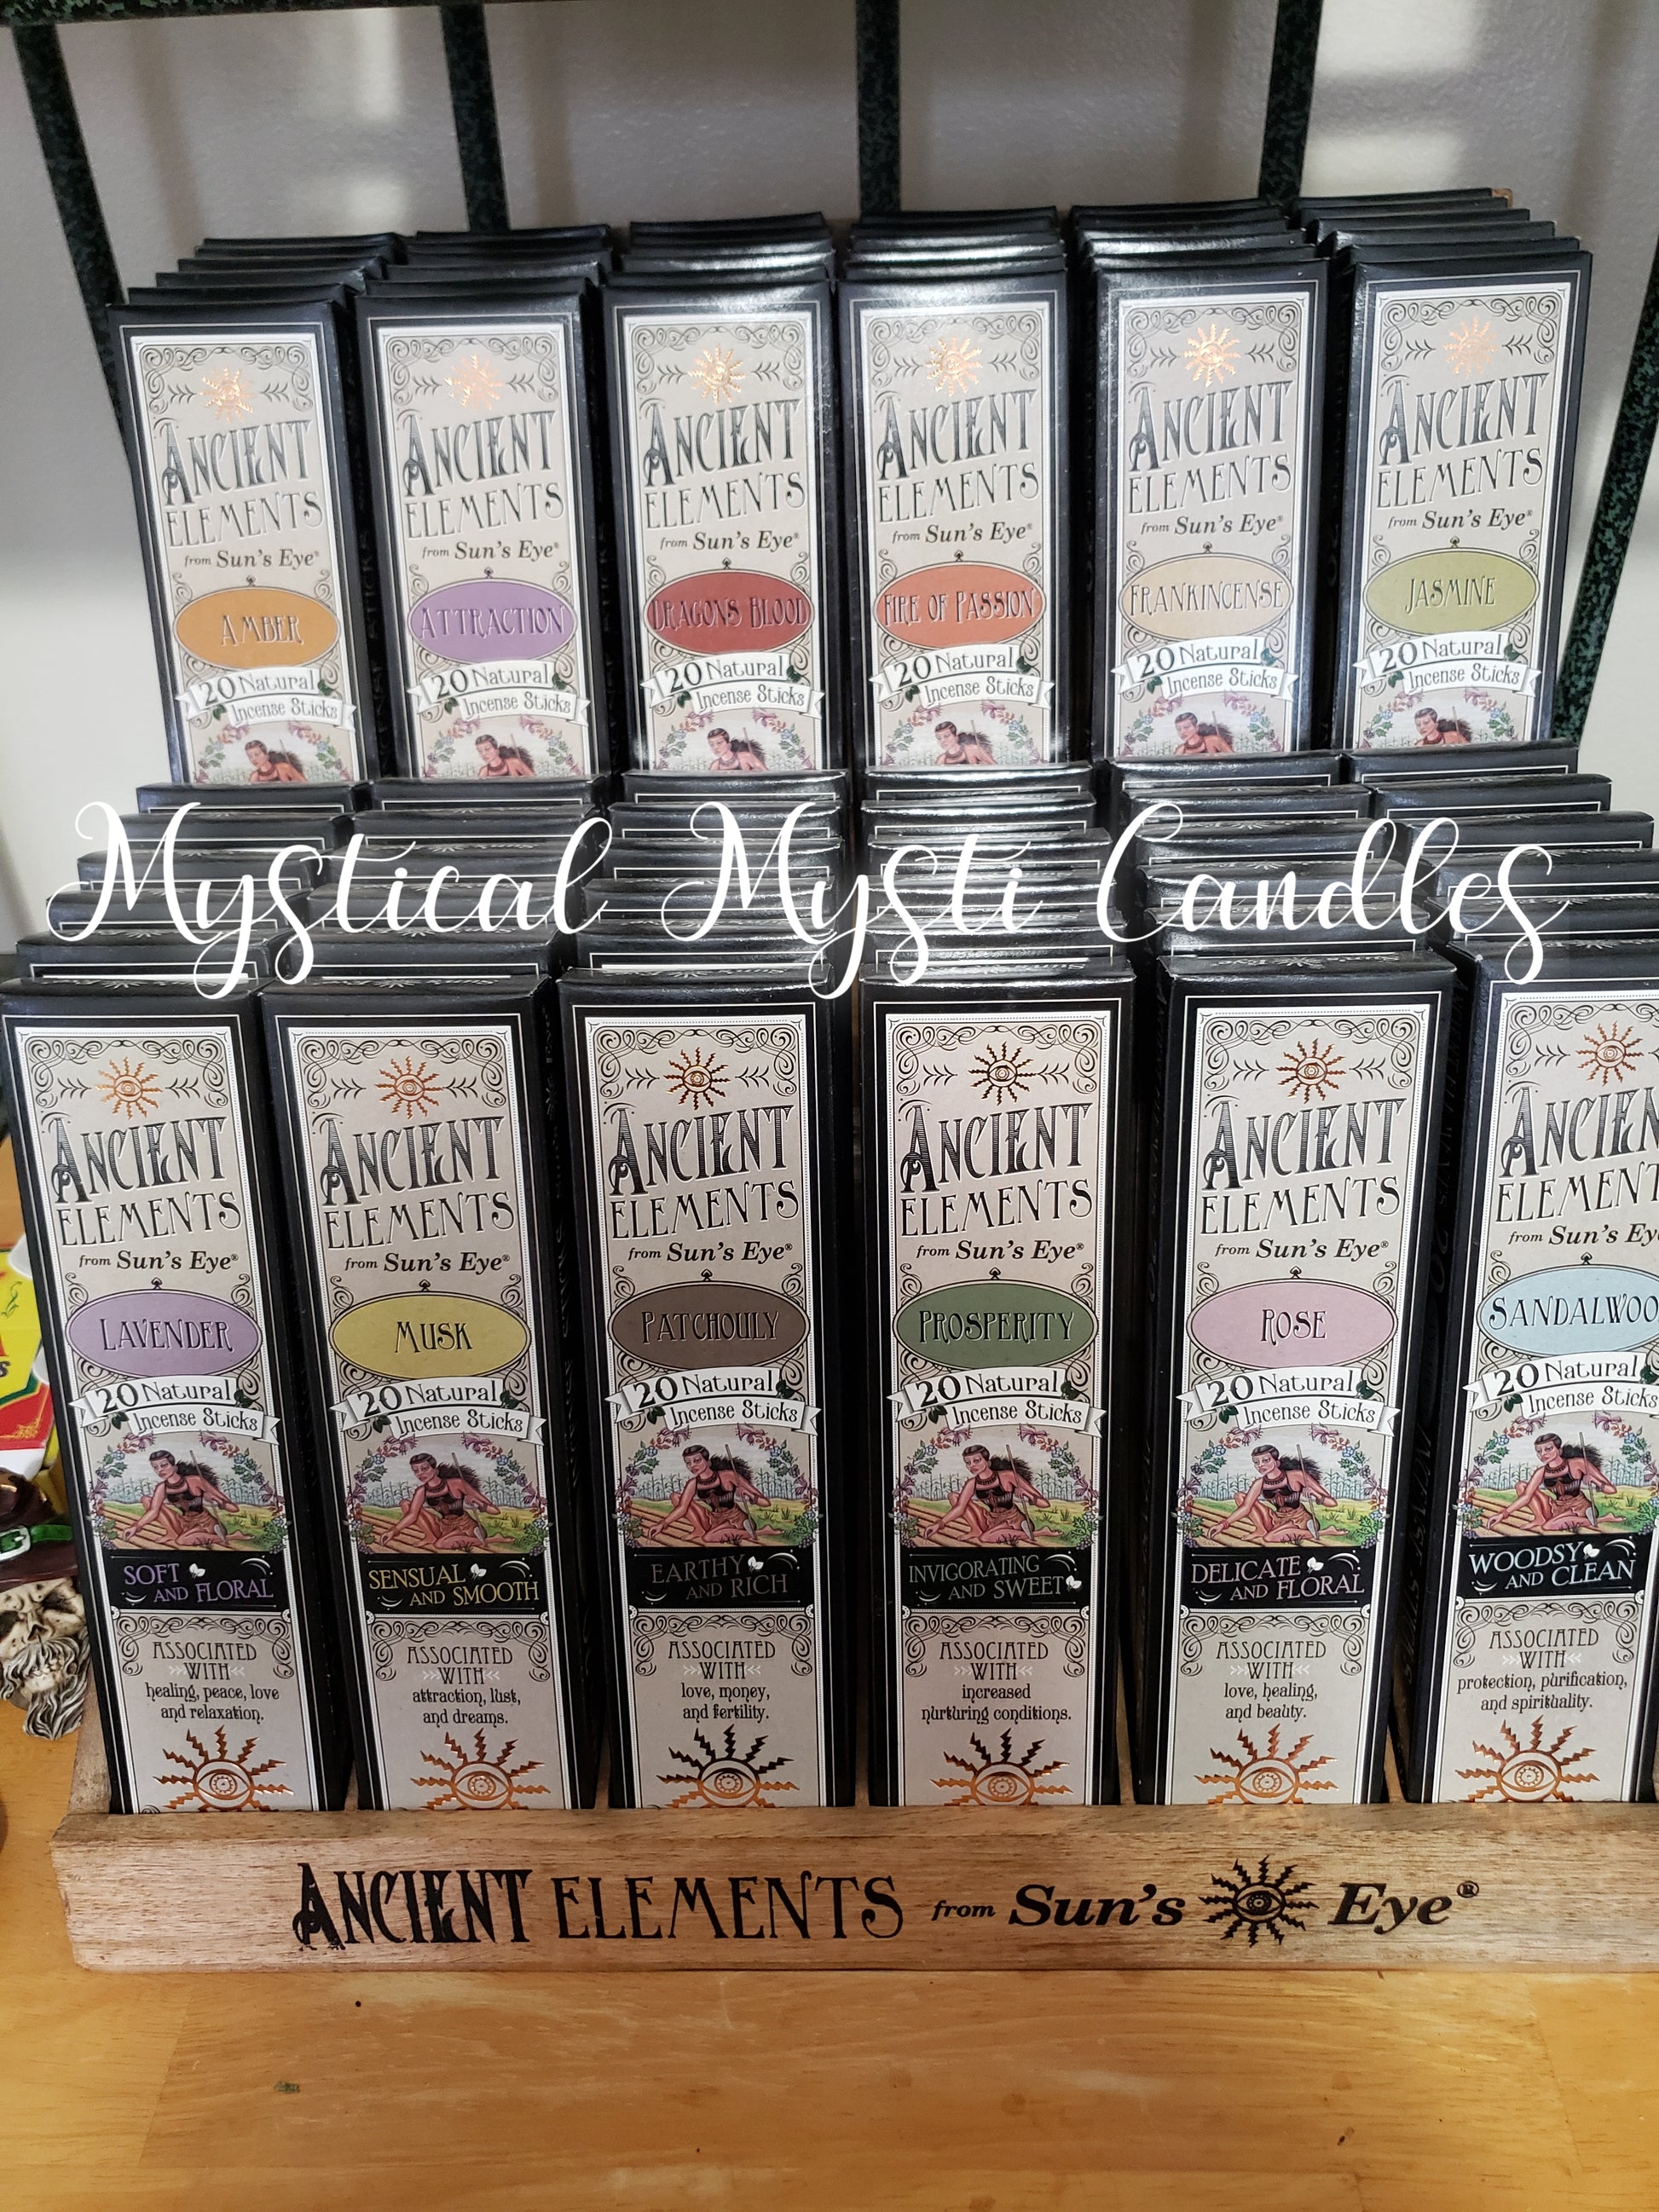 ANCIENT
ELEMENTS
from Sun's Eye®
AMBER
20 Natural
Incense Sticks
ANCIENT
ELEMENTS
from Sun's Eye®
ATTRACTION
20 Natural
Incense Sticks
ANCIENT
ELEMENTS
from Sun's Eye®
DRAGONS BLOOD
20 Natural
Incense Sticks
ANCIENT
ELEMENTS
from Sun's Eye®
FIRE OF PASSION
20 Natural
Incense Sticks
ANCIENT
ELEMENTS
from Sun's Eye®
FRANKINCENSE
20 Natural
Incense Sticks
ANCIENT
ELEMENTS
from Sun's Eye®
JASMINE
20 Natural
Incense Sticks
Mystical Mysti Candles
ANCIENT
ELEMENTS
from Sun's Eye®
LAVENDER
20 Natural
Incense Sticks
SOFT
AND FLORAL
ASSOCIATED
WITH
healing, peace, love
and relaxation.
ANCIENT
ELEMENTS
from Sun's Eye®
MUSK
20 Natural
Incense Sticks
SENSUAL
AND SMOOTH
ASSOCIATED
WITH
attraction, lust,
and dreams.
ANCIENT
ELEMENTS
from Sun's Eye®
PATCHOULY
20 Natural
Incense Sticks
EARTHY
AND RICH
ASSOCIATED
WITH
love, money,
and fertility.
ANCIENT
ELEMENTS
from Sun's Eye®
PROSPERITY
20 Natural
Incense Sticks
INVIGORATING
AND SWEET
ASSOCIATED
WITH
increased
nurturing conditions.
ANCIENT
ELEMENTS
from Sun's Eye®
ROSE
20 Natural
Incense Sticks
DELICATE
AND FLORAL
ASSOCIATED
WITH
love, healing,
and beauty.
ANCIEN
ELEMENT
from Sun's Ey
SANDALWOO
20 Natural
Incense Sticks
WOODSY
AND CLEAN
ASSOCIATED
WITH
protection, purification,
and spirituality.
ANCIENT ELEMENTS from Sun's Eye®